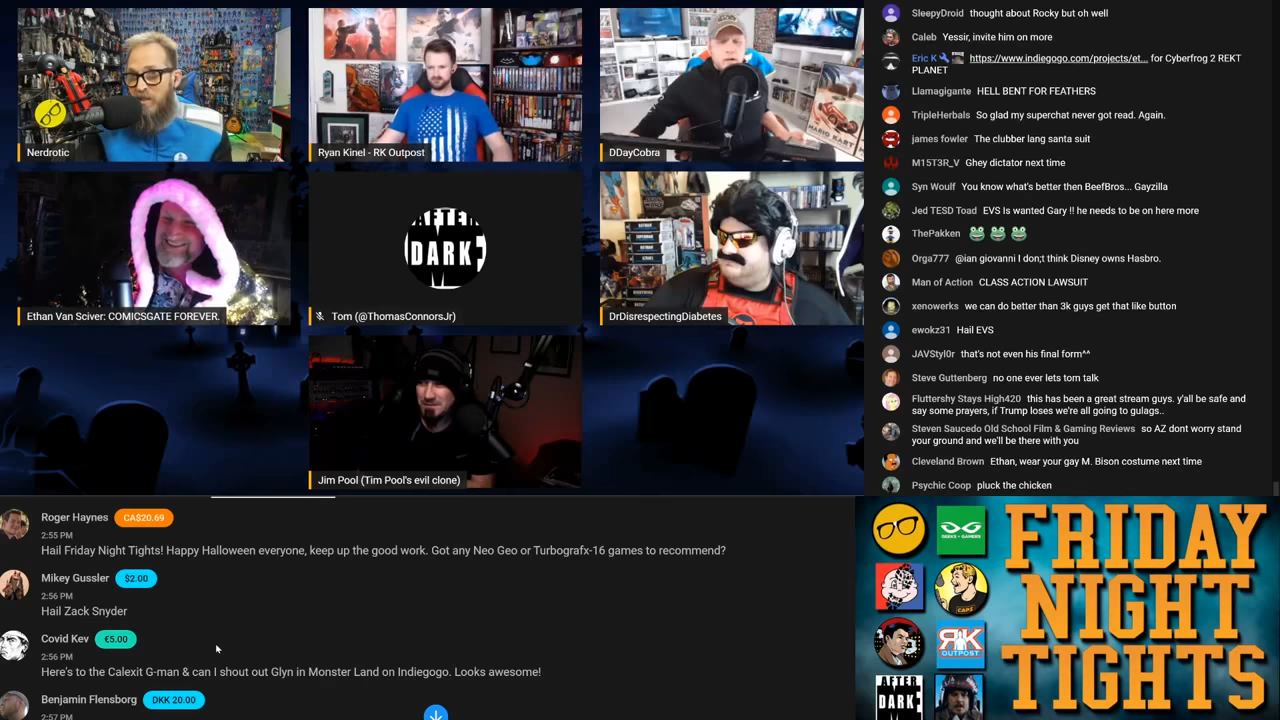 Nerdrotic
Ryan Kinel - RK Outpost
DDayCobra
MARIO KART
Ethan Van Sciver: COMICSGATE FOREVER.
AFTER
DARK
Tom (@ThomasConnorsJr)
DrDisrespectingDiabetes
Jim Pool (Tim Pool's evil clone)
SleepyDroid thought about Rocky but oh well
Caleb Yessir, invite him on more
Eric K https://www.indiegogo.com/projects/et... for Cyberfrog 2 REKT
PLANET
Llamagigante HELL BENT FOR FEATHERS
TripleHerbals So glad my superchat never got read. Again.
james fowler The clubber lang santa suit
M15T3R_V Ghey dictator next time
Syn Woulf You know what's better then BeefBros... Gayzilla
Jed TESD Toad EVS Is wanted Gary !! he needs to be on here more
ThePakken
Orga777 @ian giovanni I don;t think Disney owns Hasbro.
Man of Action CLASS ACTION LAWSUIT
xenowerks we can do better than 3k guys get that like button
ewokz31 Hail EVS
JAVStyl0r that's not even his final form^^
Steve Guttenberg no one ever lets tom talk
Fluttershy Stays High420 this has been a great stream guys. y'all be safe and
say some prayers, if Trump loses we're all going to gulags..
Steven Saucedo Old School Film & Gaming Reviews so AZ dont worry stand
your ground and we'll be there with you
Cleveland Brown Ethan, wear your gay M. Bison costume next time
Psychic Coop pluck the chicken
Roger Haynes CA$20.69
2:55 PM
Hail Friday Night Tights! Happy Halloween everyone, keep up the good work. Got any Neo Geo or Turbografx-16 games to recommend?
Mikey Gussler $2.00
2:56 PM
Hail Zack Snyder
Covid Kev €5.00
2:56 PM
Here's to the Calexit G-man & can I shout out Glyn in Monster Land on Indiegogo. Looks awesome!
Benjamin Flensborg DKK 20.00
2:57 PM
GEEKS + GAMERS
CAPS
RK
OUTPOST
AFTER
DARK
FRIDAY
NIGHT
TIGHTS